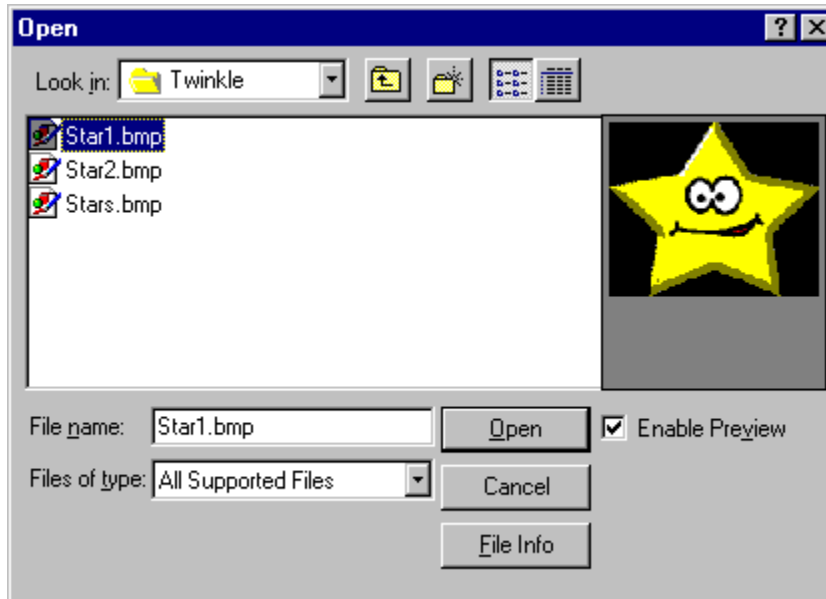 Open
Look in: Twinkle
Star1.bmp
Star2.bmp
Stars.bmp
File name: Star1.bmp Open Enable Preview
Files of type: All Supported Files Cancel
File Info